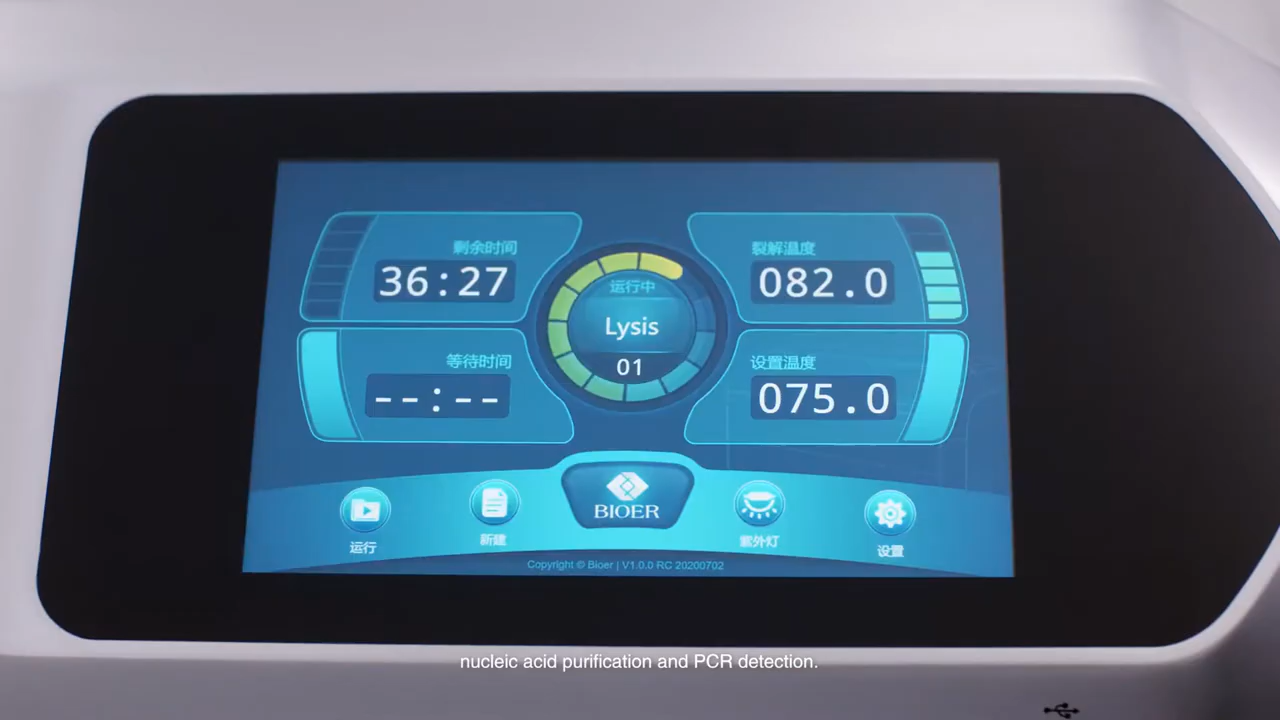 剩余时间
36:27
裂解温度
082.0
运行中
Lysis
01
等待时间
--:--
设置温度
075.0
BIOER
运行
新建
紫外灯
设置
Copyright © Bioer | V1.0.0 RC 20200702
nucleic acid purification and PCR detection.